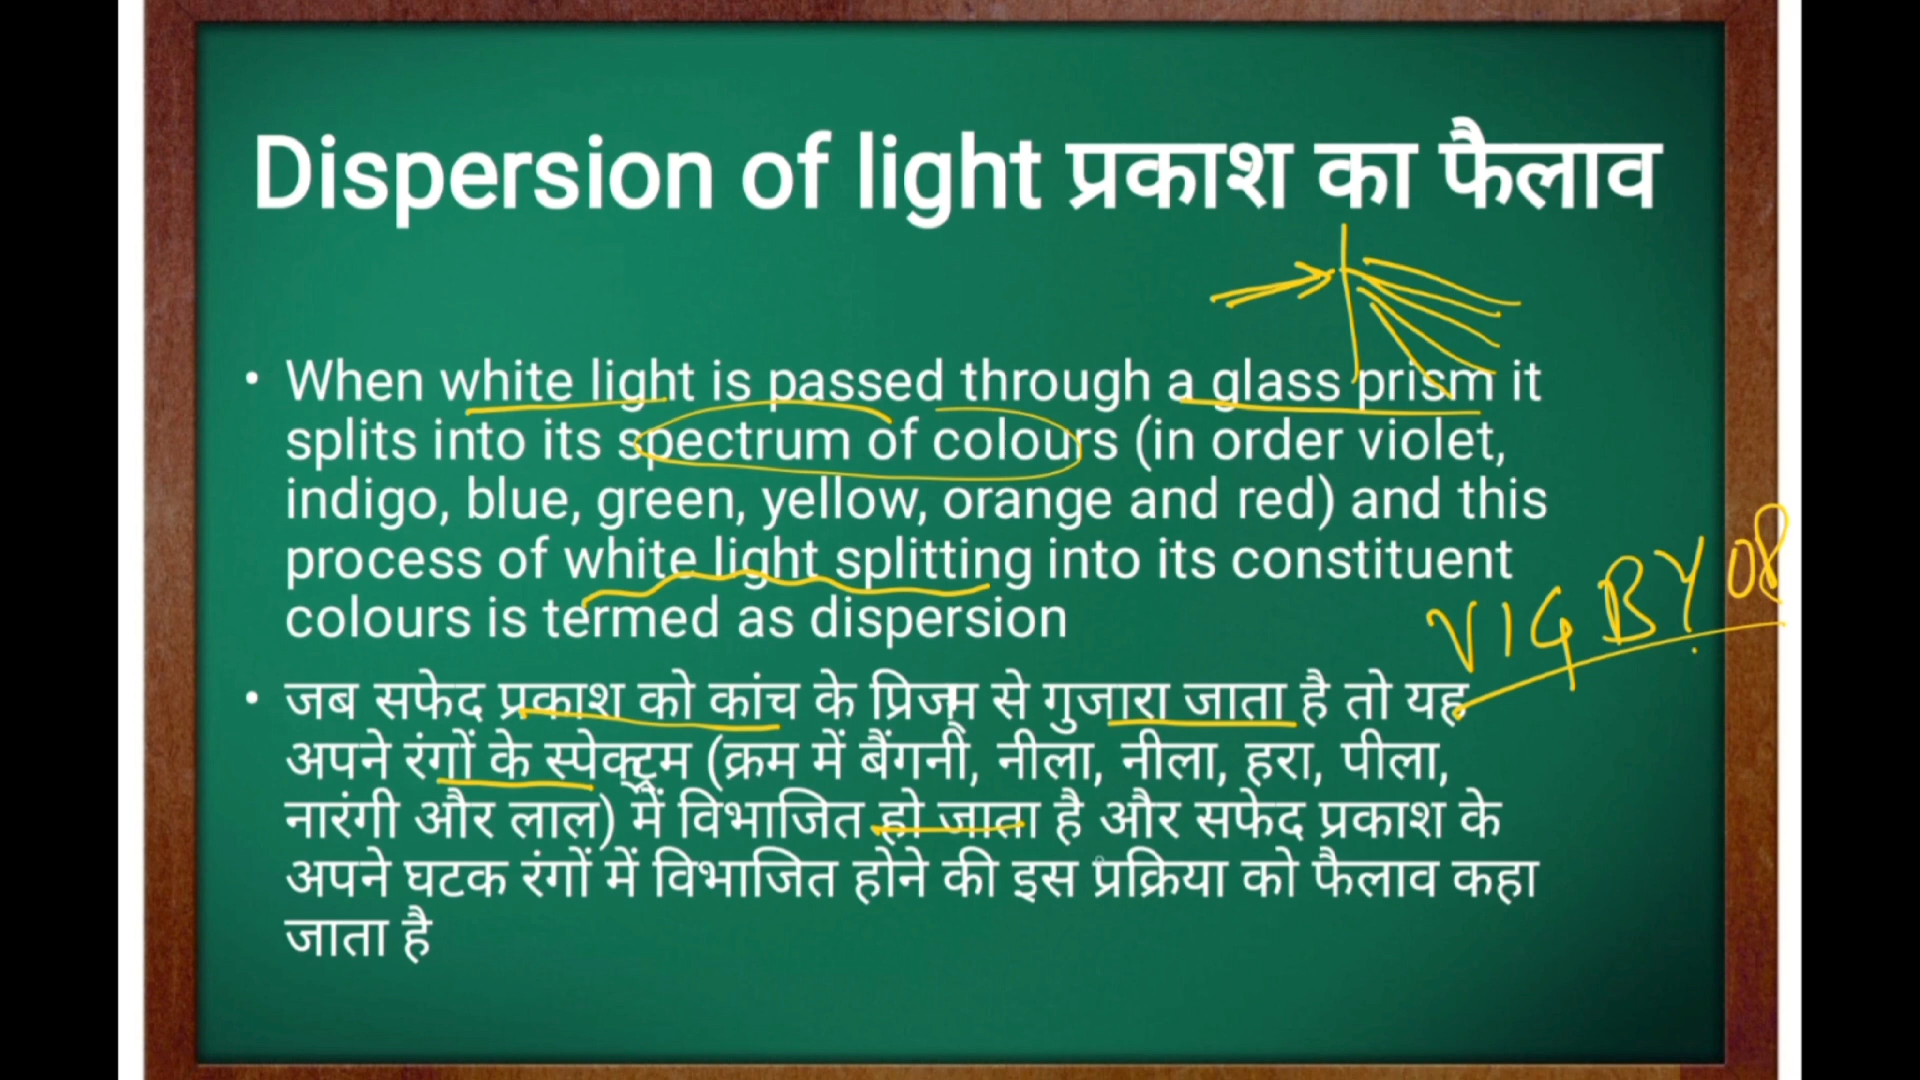 Dispersion of light प्रकाश का फैलाव
• When white light is passed through a glass prism it
splits into its spectrum of colours (in order violet,
indigo, blue, green, yellow, orange and red) and this
process of white light splitting into its constituent
colours is termed as dispersion
VIGBYOR
• जब सफेद प्रकाश को कांच के प्रिज्म से गुजारा जाता है तो यह
अपने रंगों के स्पेक्ट्रम (क्रम में बैंगनी, नीला, नीला, हरा, पीला,
नारंगी और लाल) में विभाजित हो जाता है और सफेद प्रकाश के
अपने घटक रंगों में विभाजित होने की इस प्रक्रिया को फैलाव कहा
जाता है